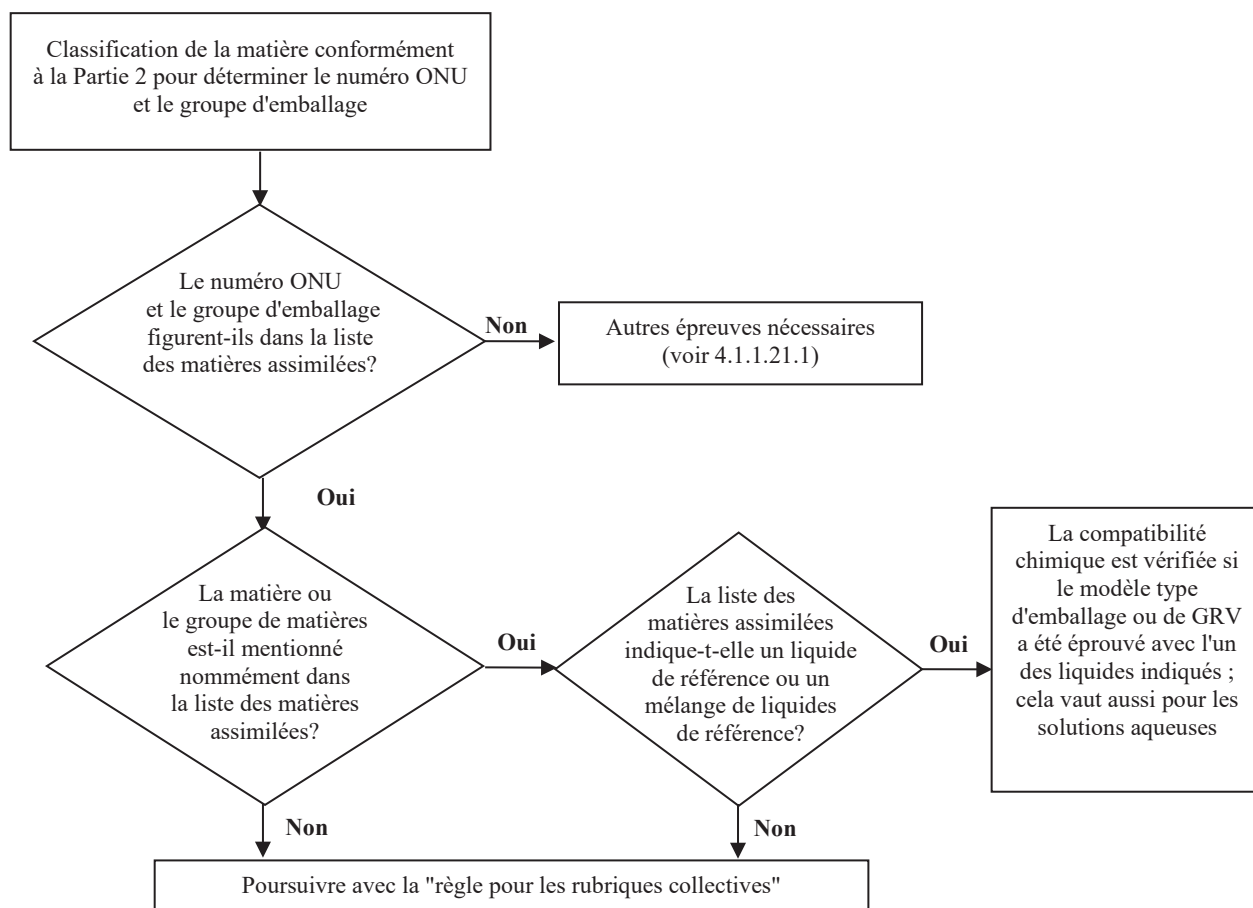 Classification de la matière conformément
à la Partie 2 pour déterminer le numéro ONU
et le groupe d'emballage
Le numéro ONU
et le groupe d'emballage
figurent-ils dans la liste
des matières assimilées?
Non
Autres épreuves nécessaires
(voir 4.1.1.21.1)
Oui
La matière ou
le groupe de matières
est-il mentionné
nommément dans
la liste des matières
assimilées?
Oui
La liste des
matières assimilées
indique-t-elle un liquide
de référence ou un
mélange de liquides
de référence?
Oui
La compatibilité
chimique est vérifiée si
le modèle type
d'emballage ou de GRV
a été éprouvé avec l'un
des liquides indiqués ;
cela vaut aussi pour les
solutions aqueuses
Non
Non
Poursuivre avec la "règle pour les rubriques collectives"